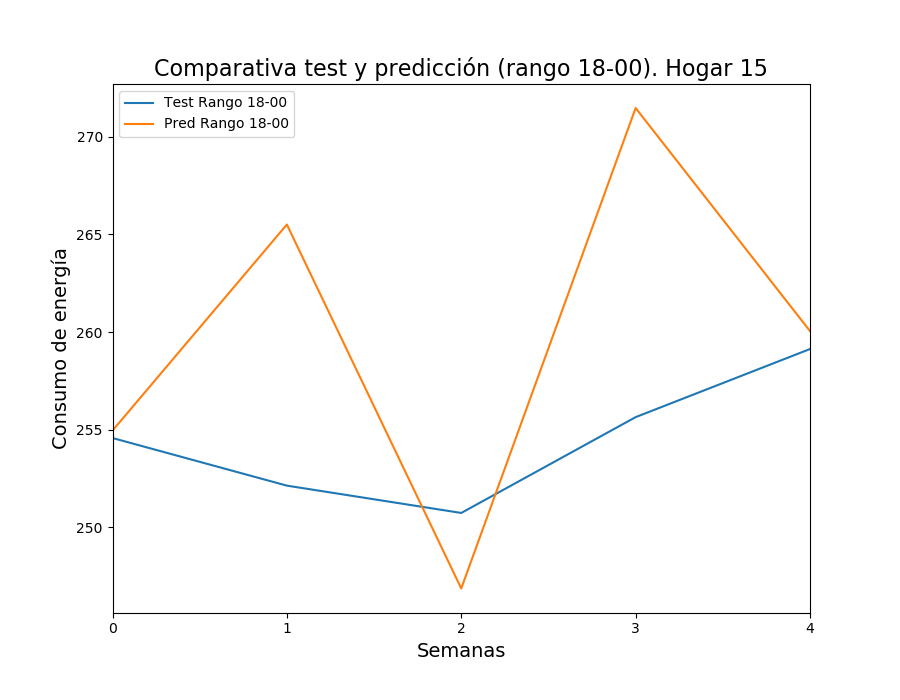 Comparativa test y predicción (rango 18-00). Hogar 15
Test Rango 18-00
Pred Rango 18-00
270
265
260
255
250
Consumo de energía
0 1 2 3 4
Semanas